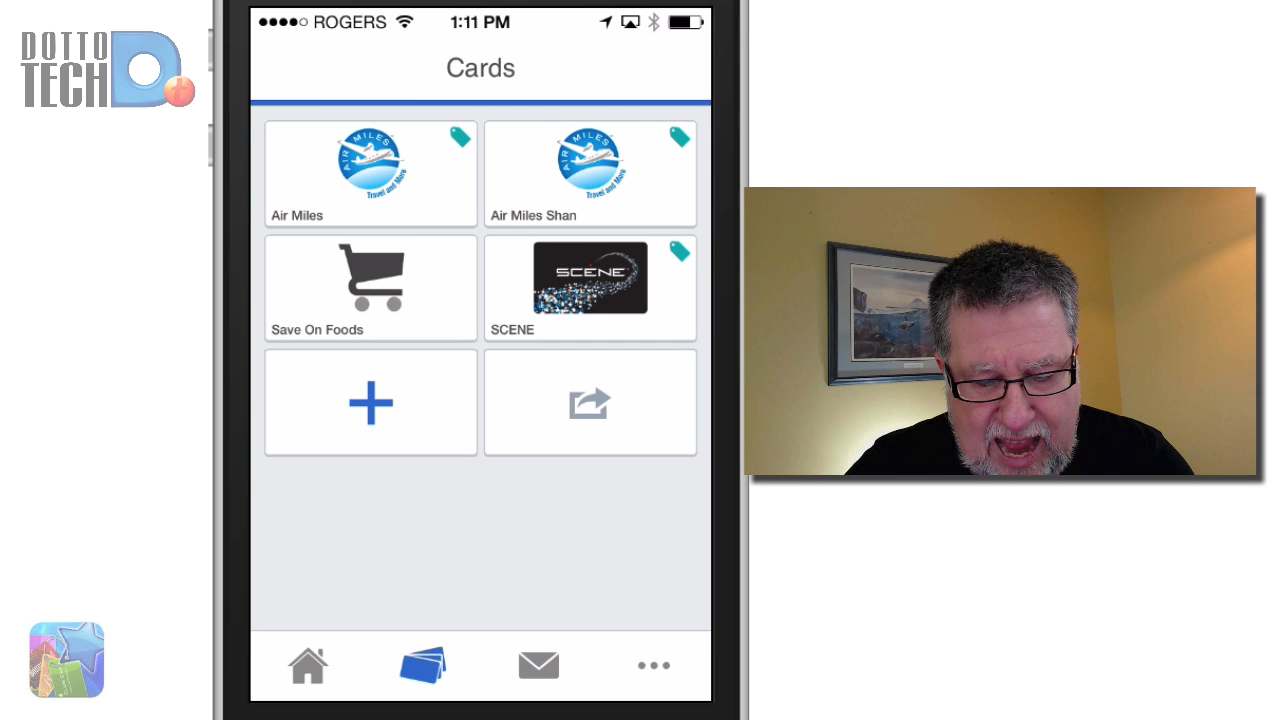 DOTTO
TECH
ROGERS
1:11 PM
Cards
AIR MILES
Travel and More
Air Miles
AIR MILES
Travel and More
Air Miles Shan
Save On Foods
SCENE
SCENE